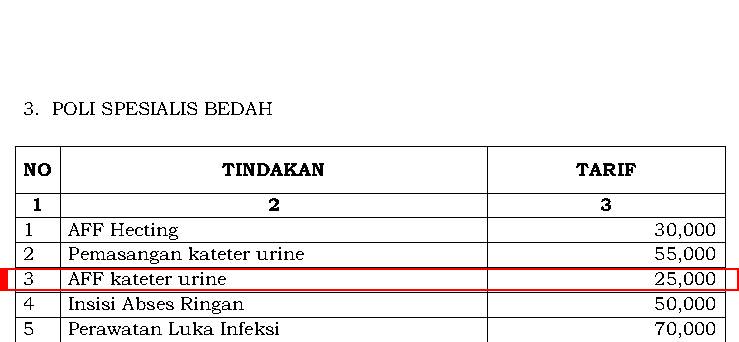 3. POLI SPESIALIS BEDAH
NO TINDAKAN TARIF
1 2 3
1 AFF Hecting 30,000
2 Pemasangan kateter urine 55,000
3 AFF kateter urine 25,000
4 Insisi Abses Ringan 50,000
5 Perawatan Luka Infeksi 70,000